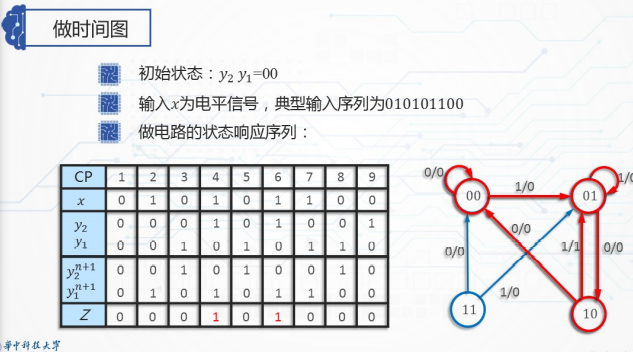 做时间图
初始状态：y₂ y₁=00
输入x为电平信号，典型输入序列为010101100
做电路的状态响应序列：
CP 1 2 3 4 5 6 7 8 9
x 0 1 0 1 0 1 1 0 0
y₂ 0 0 0 1 0 1 0 0 1
y₁ 0 0 1 0 1 0 1 1 0
y₂ⁿ⁺¹ 0 0 1 0 1 0 0 1 0
y₁ⁿ⁺¹ 0 1 0 1 0 1 1 0 0
Z 0 0 0 1 0 1 0 0 0
0/0 1/0 1/0
00 01
0/0 0/0 1/1 0/0
1/0
11 10
华中科技大学